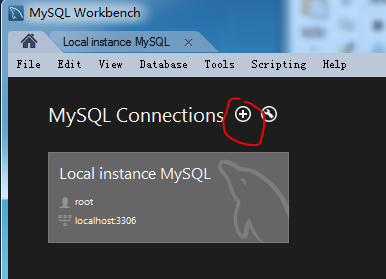 MySQL Workbench
Local instance MySQL
File Edit View Database Tools Scripting Help
MySQL Connections
Local instance MySQL
root
localhost:3306